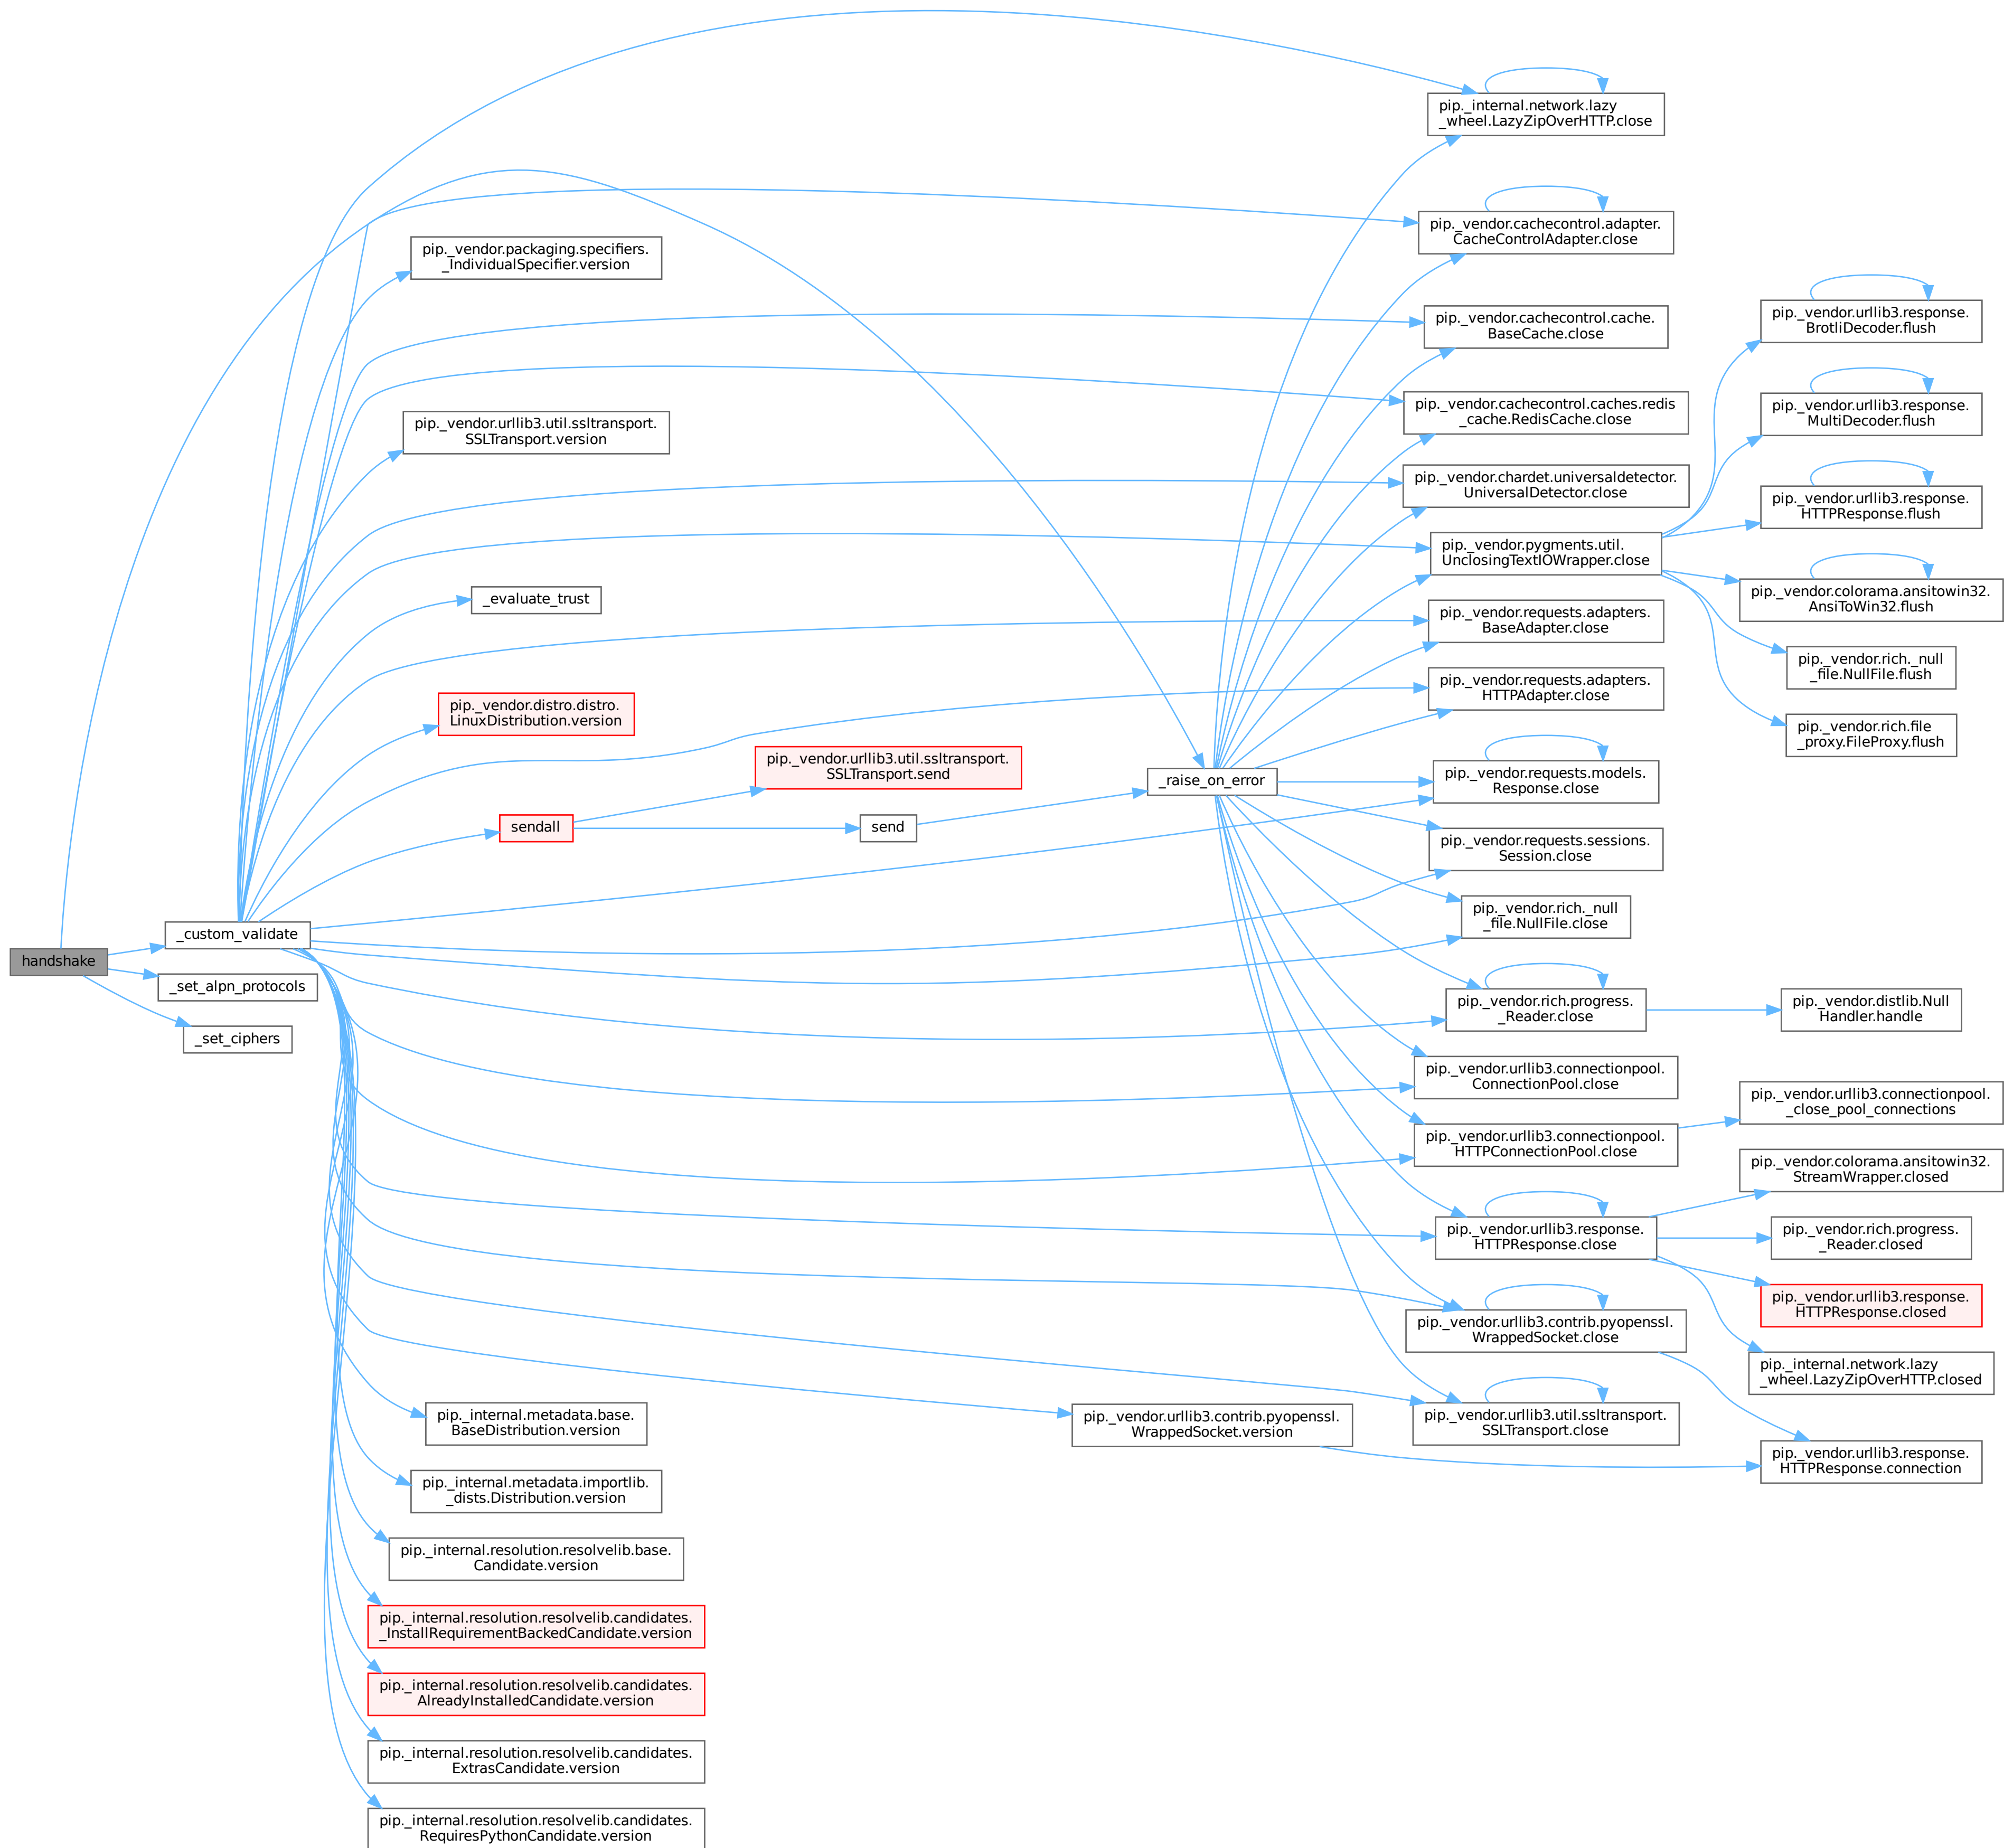 handshake
_custom_validate
_set_alpn_protocols
_set_ciphers
pip._vendor.packaging.specifiers.
_IndividualSpecifier.version
pip._vendor.urllib3.util.ssltransport.
SSLTransport.version
_evaluate_trust
pip._vendor.distro.distro.
LinuxDistribution.version
sendall
pip._internal.metadata.base.
BaseDistribution.version
pip._internal.metadata.importlib.
_dists.Distribution.version
pip._internal.resolution.resolvelib.base.
Candidate.version
pip._internal.resolution.resolvelib.candidates.
_InstallRequirementBackedCandidate.version
pip._internal.resolution.resolvelib.candidates.
AlreadyInstalledCandidate.version
pip._internal.resolution.resolvelib.candidates.
ExtrasCandidate.version
pip._internal.resolution.resolvelib.candidates.
RequiresPythonCandidate.version
pip._vendor.urllib3.util.ssltransport.
SSLTransport.send
send
_raise_on_error
pip._vendor.urllib3.contrib.pyopenssl.
WrappedSocket.version
pip._internal.network.lazy
_wheel.LazyZipOverHTTP.close
pip._vendor.cachecontrol.adapter.
CacheControlAdapter.close
pip._vendor.cachecontrol.cache.
BaseCache.close
pip._vendor.cachecontrol.caches.redis
_cache.RedisCache.close
pip._vendor.chardet.universaldetector.
UniversalDetector.close
pip._vendor.pygments.util.
UnclosingTextIOWrapper.close
pip._vendor.requests.adapters.
BaseAdapter.close
pip._vendor.requests.adapters.
HTTPAdapter.close
pip._vendor.requests.models.
Response.close
pip._vendor.requests.sessions.
Session.close
pip._vendor.rich._null
_file.NullFile.close
pip._vendor.rich.progress.
_Reader.close
pip._vendor.urllib3.connectionpool.
ConnectionPool.close
pip._vendor.urllib3.connectionpool.
HTTPConnectionPool.close
pip._vendor.urllib3.response.
HTTPResponse.close
pip._vendor.urllib3.contrib.pyopenssl.
WrappedSocket.close
pip._vendor.urllib3.util.ssltransport.
SSLTransport.close
pip._vendor.urllib3.response.
BrotliDecoder.flush
pip._vendor.urllib3.response.
MultiDecoder.flush
pip._vendor.urllib3.response.
HTTPResponse.flush
pip._vendor.colorama.ansitowin32.
AnsiToWin32.flush
pip._vendor.rich._null
_file.NullFile.flush
pip._vendor.rich.file
_proxy.FileProxy.flush
pip._vendor.distlib.Null
Handler.handle
pip._vendor.urllib3.connectionpool.
_close_pool_connections
pip._vendor.colorama.ansitowin32.
StreamWrapper.closed
pip._vendor.rich.progress.
_Reader.closed
pip._vendor.urllib3.response.
HTTPResponse.closed
pip._internal.network.lazy
_wheel.LazyZipOverHTTP.closed
pip._vendor.urllib3.response.
HTTPResponse.connection